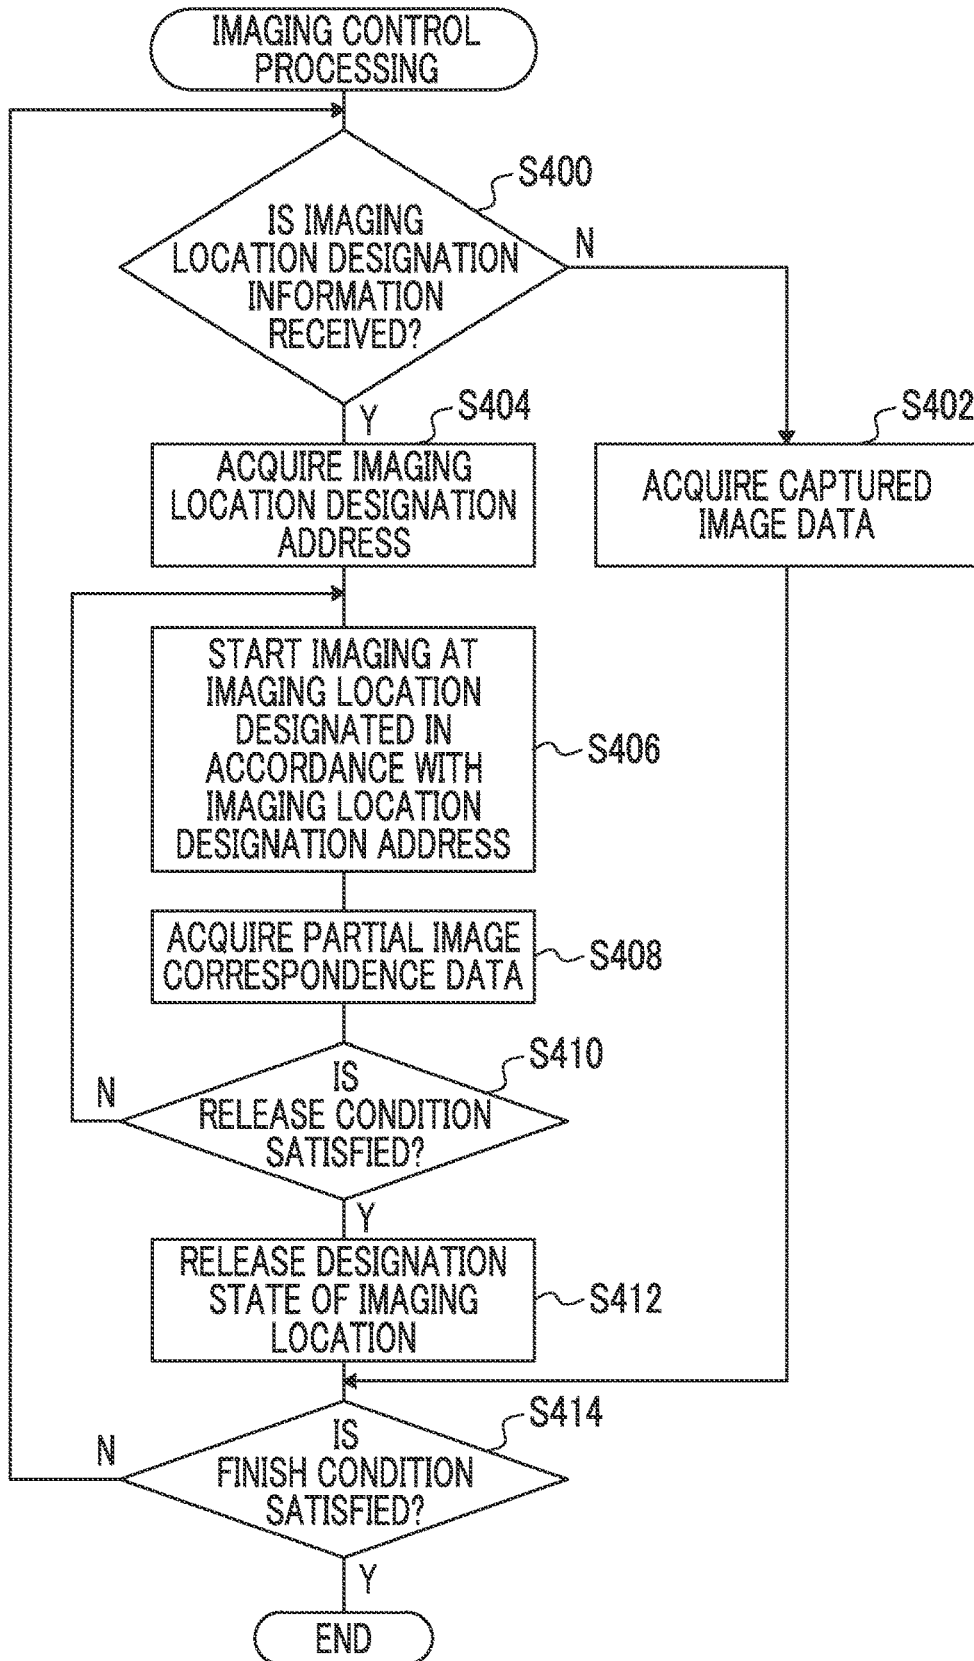 IMAGING CONTROL
PROCESSING
S400
IS IMAGING
LOCATION DESIGNATION
INFORMATION
RECEIVED?
N
Y
S404
S402
ACQUIRE IMAGING
LOCATION DESIGNATION
ADDRESS
ACQUIRE CAPTURED
IMAGE DATA
START IMAGING AT
IMAGING LOCATION
DESIGNATED IN
ACCORDANCE WITH
IMAGING LOCATION
DESIGNATION ADDRESS
S406
ACQUIRE PARTIAL IMAGE
CORRESPONDENCE DATA
S408
S410
N
IS
RELEASE CONDITION
SATISFIED?
Y
RELEASE DESIGNATION
STATE OF IMAGING
LOCATION
S412
S414
N
IS
FINISH CONDITION
SATISFIED?
Y
END